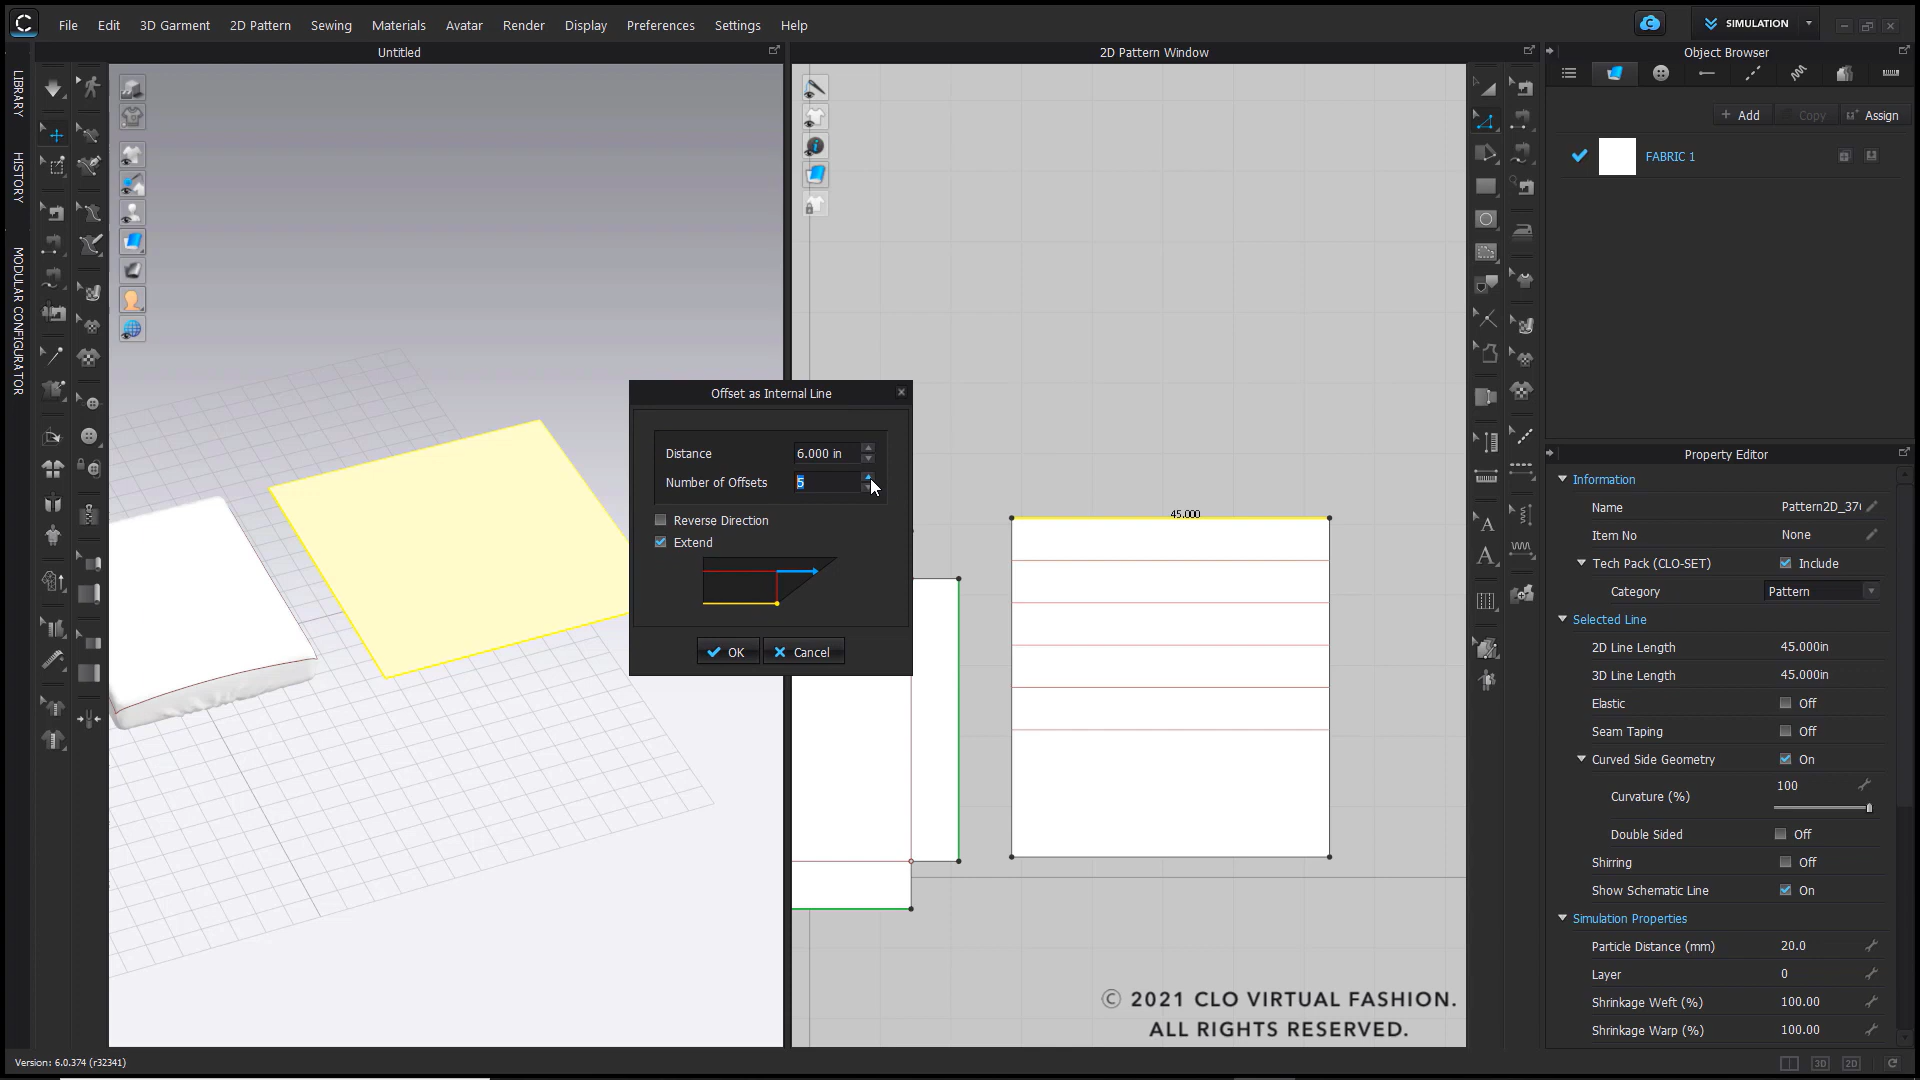 File Edit 3D Garment 2D Pattern Sewing Materials Avatar Render Display Preferences Settings Help
SIMULATION
Untitled
2D Pattern Window
Object Browser
LIBRARY
HISTORY
MODULAR CONFIGURATOR
+ Add Copy Assign
FABRIC 1
Offset as Internal Line
Distance 6.000 in
Number of Offsets 5
Reverse Direction
Extend
OK Cancel
45.000
Property Editor
Information
Name Pattern2D_37
Item No None
Tech Pack (CLO-SET) Include
Category Pattern
Selected Line
2D Line Length 45.000in
3D Line Length 45.000in
Elastic Off
Seam Taping Off
Curved Side Geometry On
Curvature (%) 100
Double Sided Off
Shirring Off
Show Schematic Line On
Simulation Properties
Particle Distance (mm) 20.0
Layer 0
Shrinkage Weft (%) 100.00
Shrinkage Warp (%) 100.00
© 2021 CLO VIRTUAL FASHION.
ALL RIGHTS RESERVED.
Version: 6.0.374 (r32341)
3D 2D